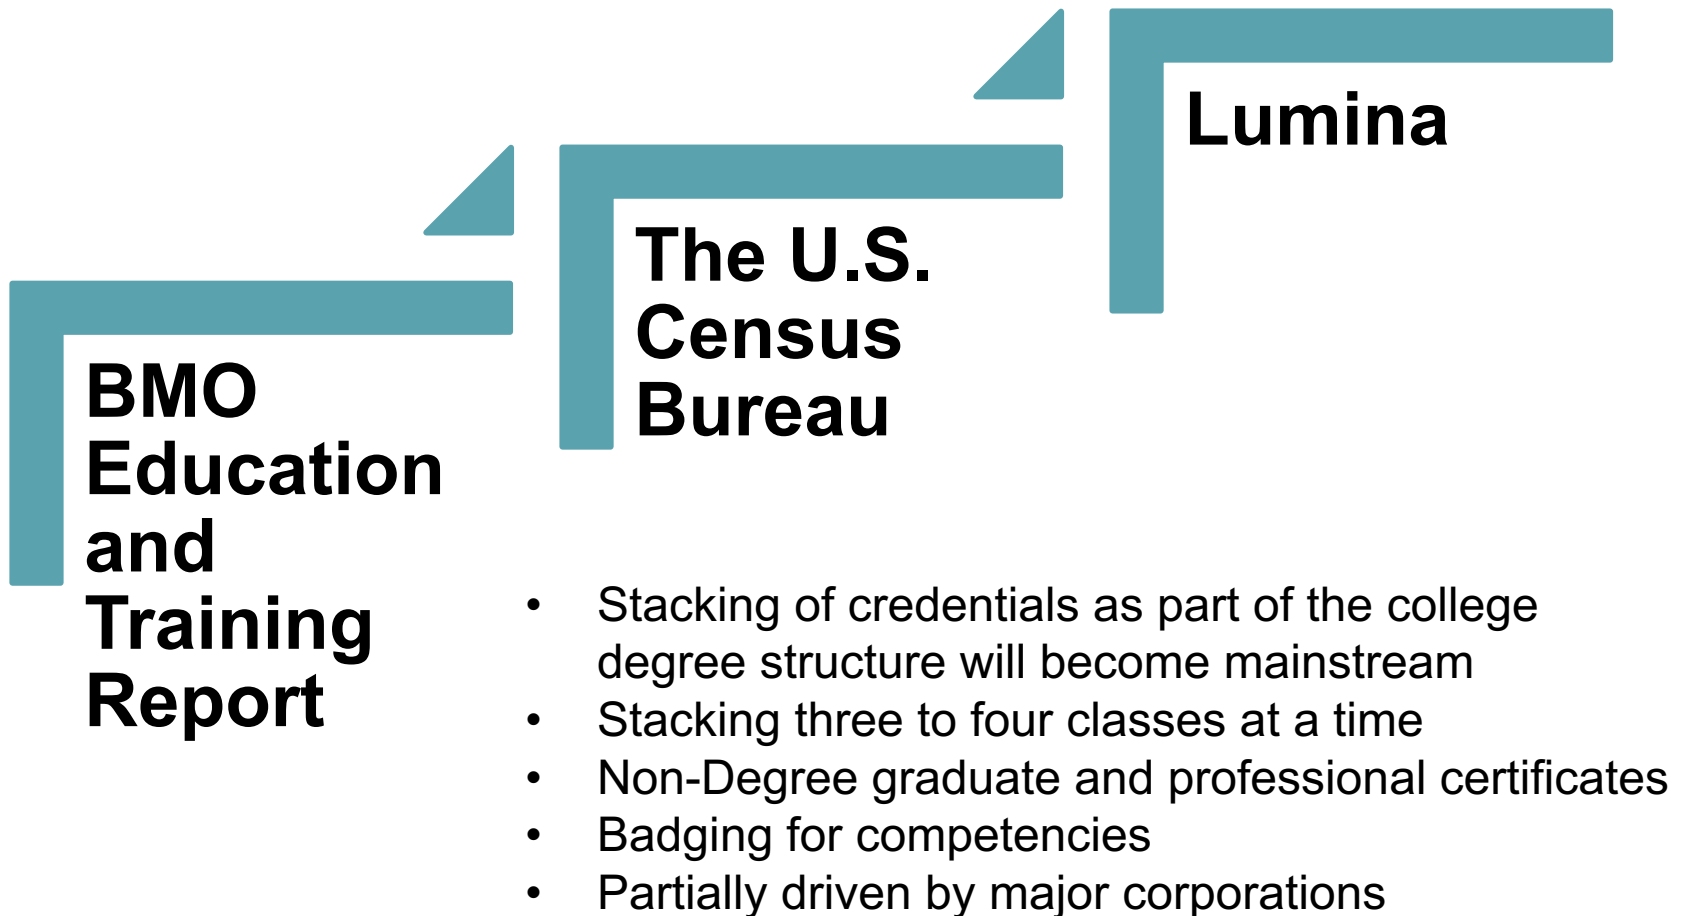 BMO
Education
and
Training
Report
The U.S.
Census
Bureau
Lumina
• Stacking of credentials as part of the college
degree structure will become mainstream
• Stacking three to four classes at a time
• Non-Degree graduate and professional certificates
• Badging for competencies
• Partially driven by major corporations